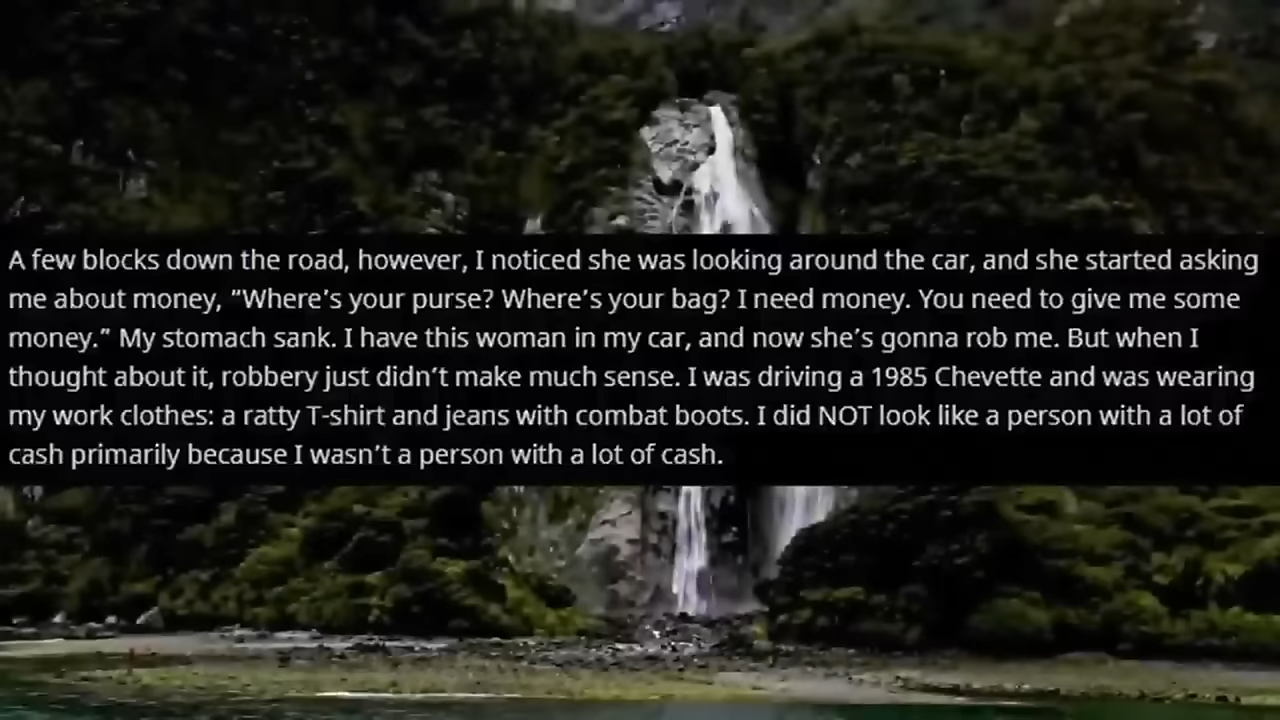 A few blocks down the road, however, I noticed she was looking around the car, and she started asking
me about money, “Where’s your purse? Where’s your bag? I need money. You need to give me some
money.” My stomach sank. I have this woman in my car, and now she’s gonna rob me. But when I
thought about it, robbery just didn’t make much sense. I was driving a 1985 Chevette and was wearing
my work clothes: a ratty T-shirt and jeans with combat boots. I did NOT look like a person with a lot of
cash primarily because I wasn’t a person with a lot of cash.